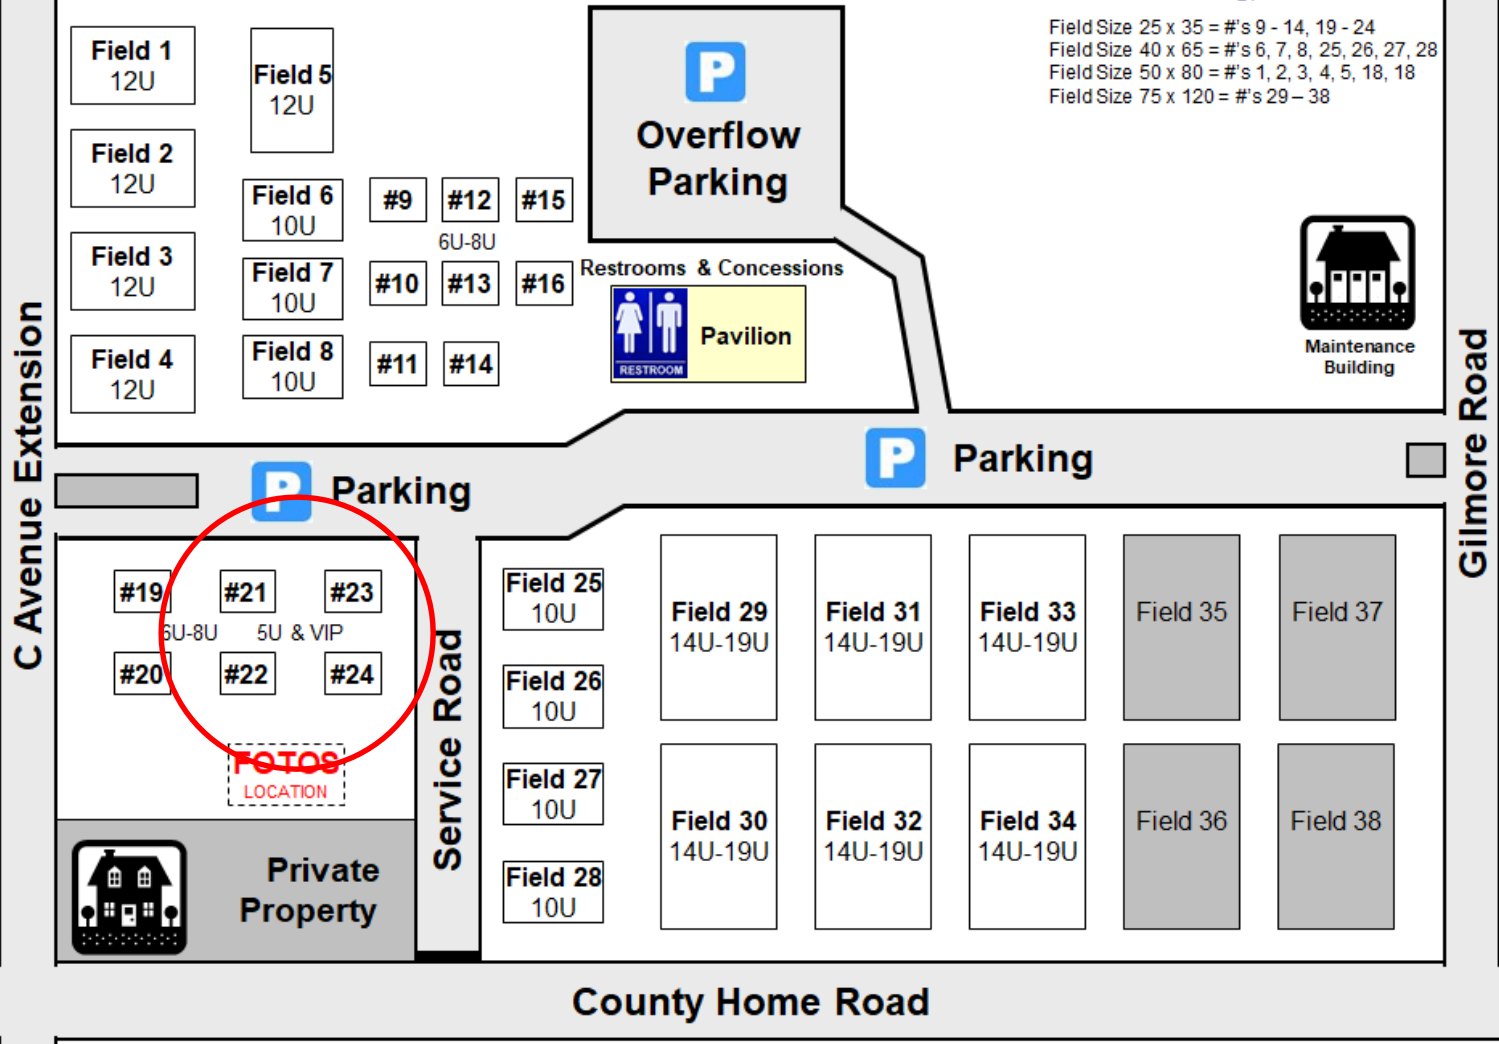 Field Size 25 x 35 = #'s 9 - 14, 19 - 24
Field Size 40 x 65 = #'s 6, 7, 8, 25, 26, 27, 28
Field Size 50 x 80 = #'s 1, 2, 3, 4, 5, 18, 18
Field Size 75 x 120 = #'s 29 – 38
Field 1
12U
Field 2
12U
Field 3
12U
Field 4
12U
Field 5
12U
Field 6
10U
Field 7
10U
Field 8
10U
#9
#12
#15
6U-8U
#10
#13
#16
#11
#14
P
Overflow
Parking
Restrooms & Concessions
RESTROOM
Pavilion
Maintenance
Building
C Avenue Extension
Gilmore Road
P
Parking
P
Parking
#19
#21
#23
6U-8U
5U & VIP
#20
#22
#24
FOTOS
LOCATION
Private
Property
Service Road
Field 25
10U
Field 26
10U
Field 27
10U
Field 28
10U
Field 29
14U-19U
Field 31
14U-19U
Field 33
14U-19U
Field 35
Field 37
Field 30
14U-19U
Field 32
14U-19U
Field 34
14U-19U
Field 36
Field 38
County Home Road